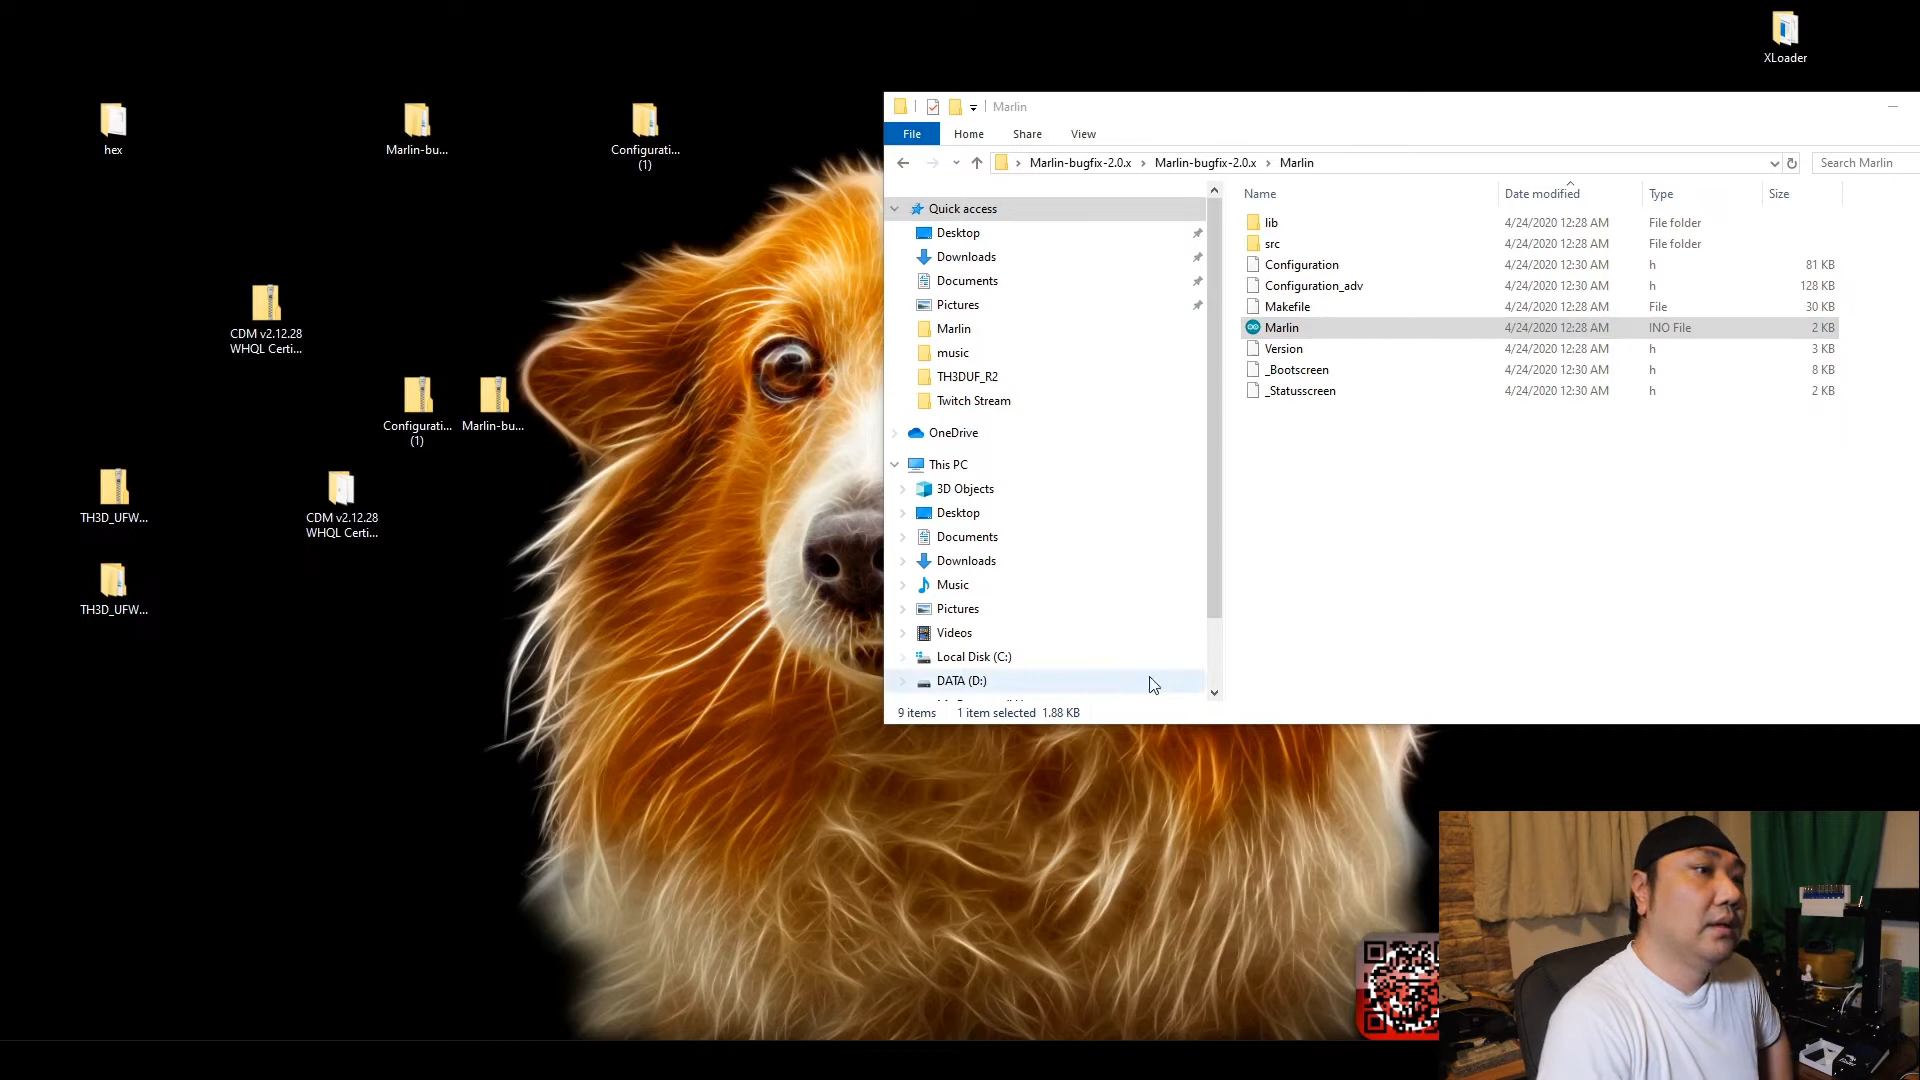 XLoader
hex
Marlin-bu...
Configurati...
(1)
CDM v2.12.28
WHQL Certi...
Configurati...
(1)
Marlin-bu...
TH3D_UFW...
CDM v2.12.28
WHQL Certi...
TH3D_UFW...
Marlin
File
Home
Share
View
Marlin-bugfix-2.0.x
Marlin-bugfix-2.0.x
Marlin
Search Marlin
Quick access
Desktop
Downloads
Documents
Pictures
Marlin
music
TH3DUF_R2
Twitch Stream
OneDrive
This PC
3D Objects
Desktop
Documents
Downloads
Music
Pictures
Videos
Local Disk (C:)
DATA (D:)
Name Date modified Type Size
lib 4/24/2020 12:28 AM File folder
src 4/24/2020 12:28 AM File folder
Configuration 4/24/2020 12:30 AM h 81 KB
Configuration_adv 4/24/2020 12:30 AM h 128 KB
Makefile 4/24/2020 12:28 AM File 30 KB
Marlin 4/24/2020 12:28 AM INO File 2 KB
Version 4/24/2020 12:28 AM h 3 KB
_Bootscreen 4/24/2020 12:30 AM h 8 KB
_Statusscreen 4/24/2020 12:30 AM h 2 KB
9 items 1 item selected 1.88 KB